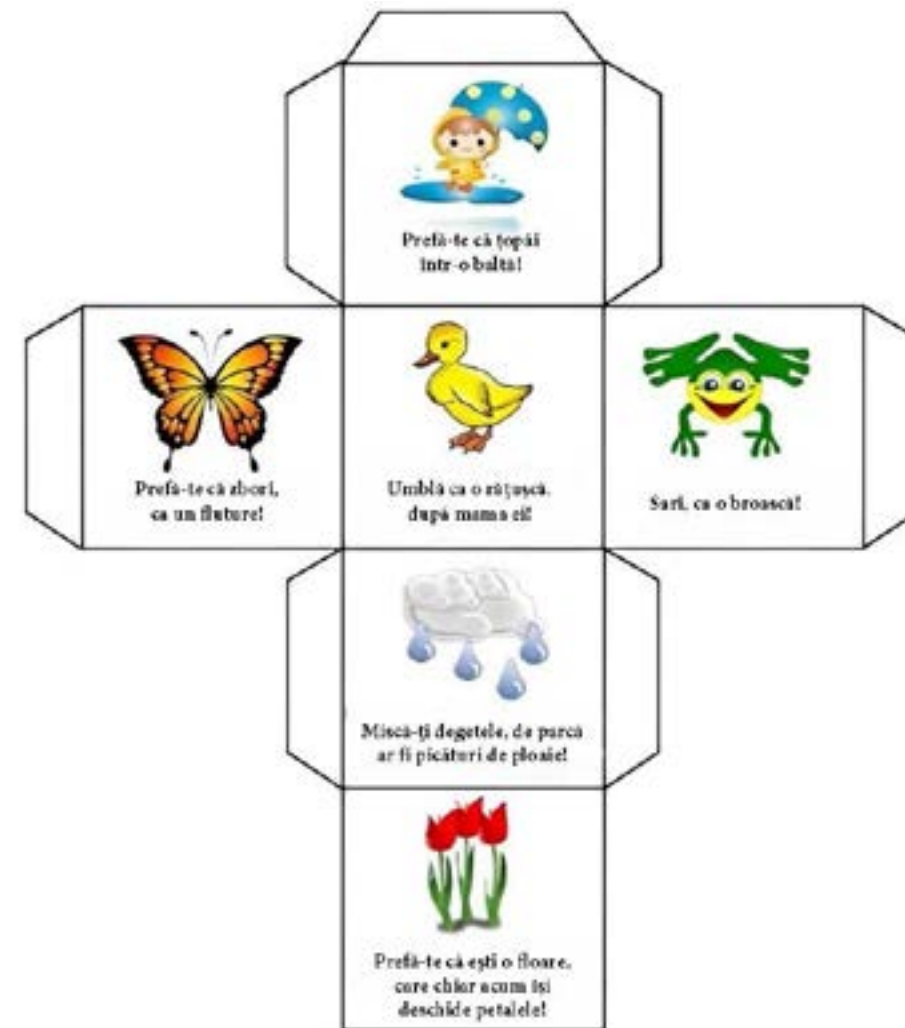 Prefă-te că țopăi
într-o baltă!
Prefă-te că zbori,
ca un fluture!
Umblă ca o rățușcă,
după mama ei!
Sari, ca o broască!
Mișcă-ți degetele, de parcă
ar fi picături de ploaie!
Prefă-te că ești o floare,
care chiar acum își
deschide petalele!